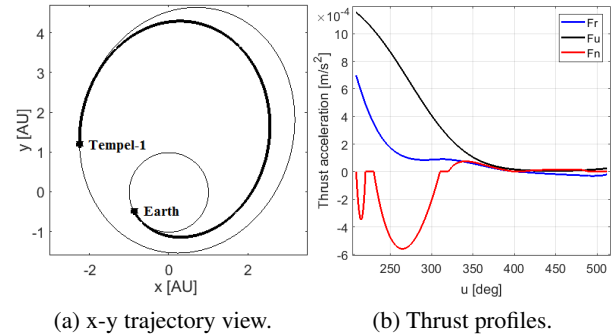 4
3
2
1
0
-1
y [AU]
Tempel-1
Earth
-2
0
2
x [AU]
(a) x-y trajectory view.
×10⁻⁴
12
10
8
6
4
2
0
-2
-4
-6
Thrust acceleration [m/s²]
Fr
Fu
Fn
250
300
350
400
450
500
u [deg]
(b) Thrust profiles.